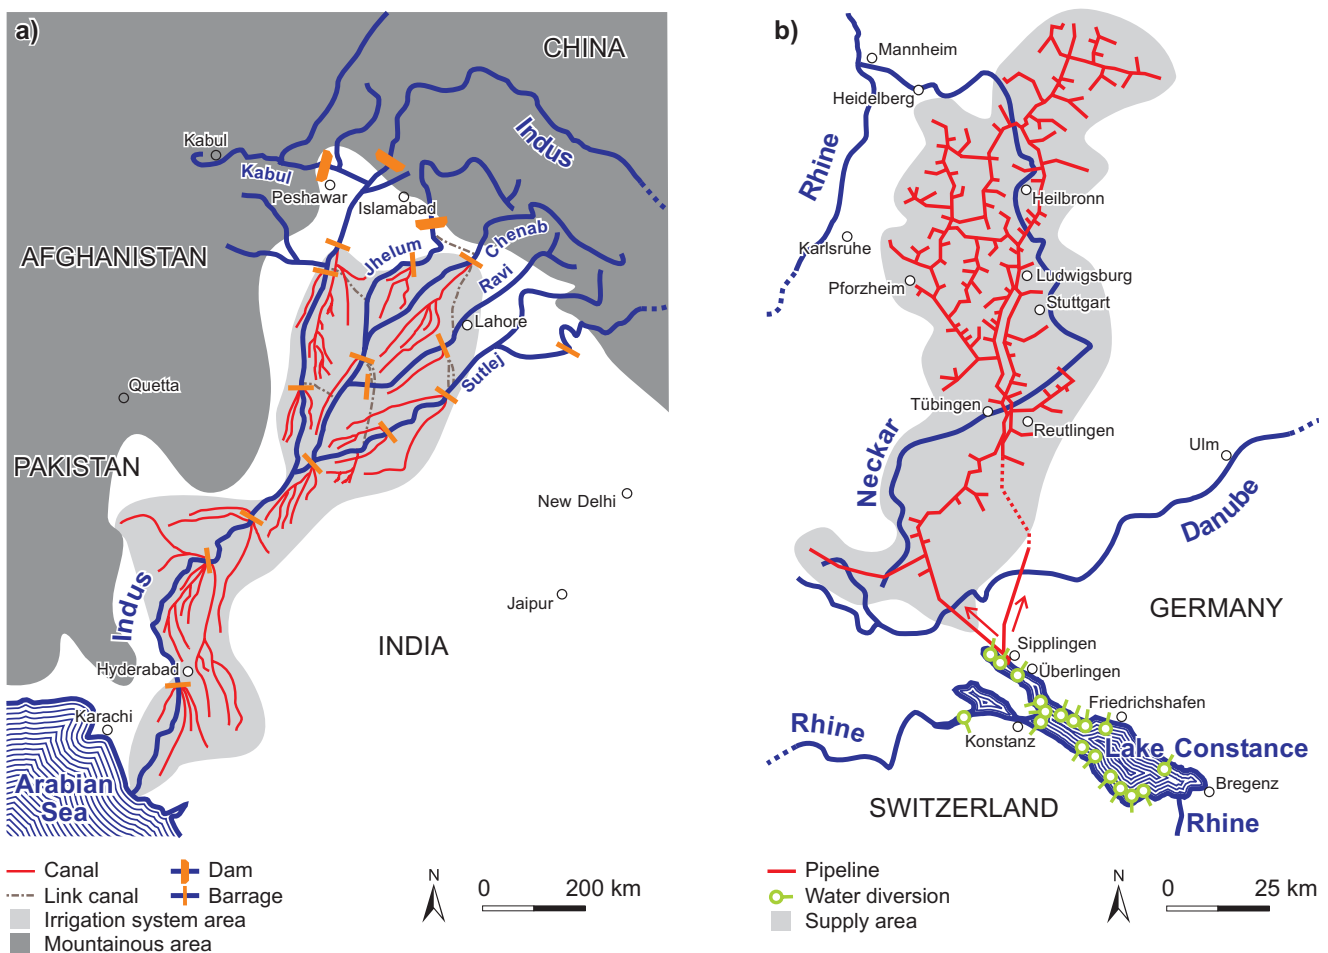 a)
CHINA
Kabul
Kabul
Indus
Peshawar
Islamabad
AFGHANISTAN
Jhelum
Chenab
Ravi
Lahore
Sutlej
Quetta
PAKISTAN
New Delhi
Jaipur
Indus
INDIA
Hyderabad
Karachi
Arabian
Sea
Canal
Link canal
Irrigation system area
Mountainous area
Dam
Barrage
N
0 200 km
b)
Mannheim
Heidelberg
Rhine
Heilbronn
Karlsruhe
Pforzheim
Ludwigsburg
Stuttgart
Tübingen
Reutlingen
Neckar
Ulm
Danube
GERMANY
Sipplingen
Überlingen
Friedrichshafen
Rhine
Konstanz
Lake Constance
SWITZERLAND
Bregenz
Rhine
Pipeline
Water diversion
Supply area
N
0 25 km